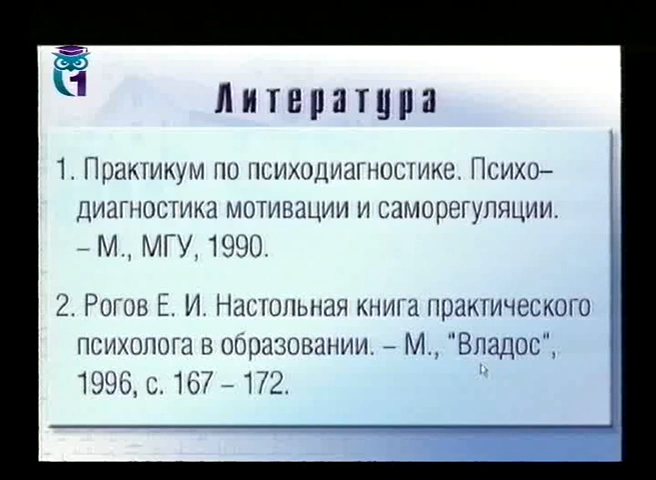 1
Литература
1. Практикум по психодиагностике. Психо–
диагностика мотивации и саморегуляции.
– М., МГУ, 1990.
2. Рогов Е. И. Настольная книга практического
психолога в образовании. – М., "Владос",
1996, с. 167 – 172.